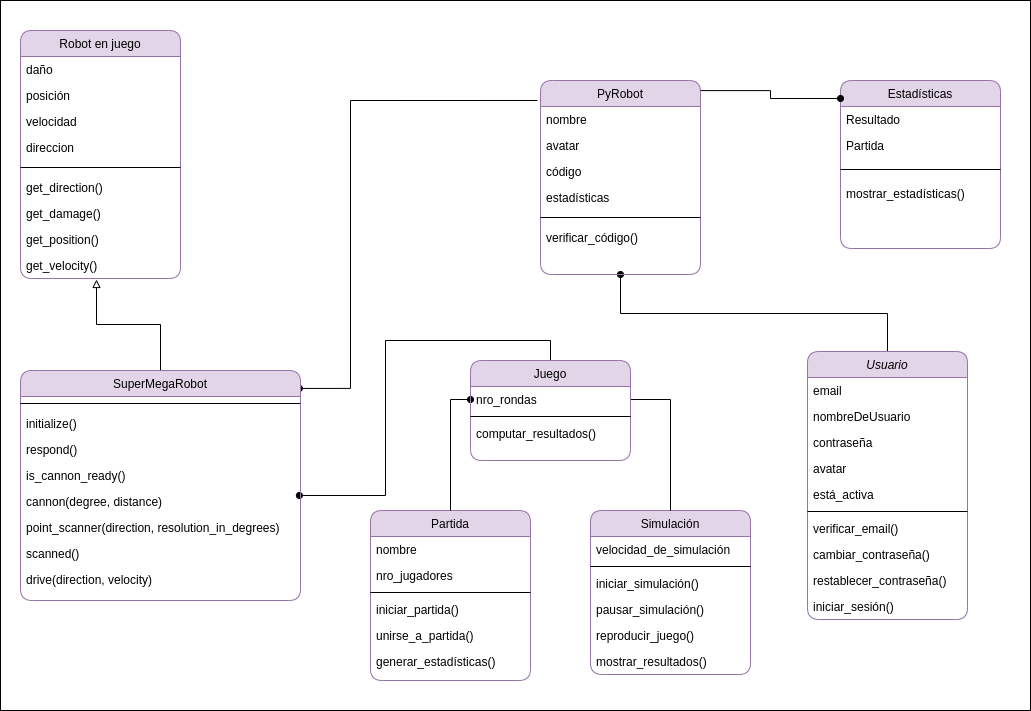 Robot en juego
daño
posición
velocidad
direccion
get_direction()
get_damage()
get_position()
get_velocity()
PyRobot
nombre
avatar
código
estadísticas
verificar_código()
Estadísticas
Resultado
Partida
mostrar_estadísticas()
SuperMegaRobot
initialize()
respond()
is_cannon_ready()
cannon(degree, distance)
point_scanner(direction, resolution_in_degrees)
scanned()
drive(direction, velocity)
Juego
nro_rondas
computar_resultados()
Usuario
email
nombreDeUsuario
contraseña
avatar
está_activa
verificar_email()
cambiar_contraseña()
restablecer_contraseña()
iniciar_sesión()
Partida
nombre
nro_jugadores
iniciar_partida()
unirse_a_partida()
generar_estadísticas()
Simulación
velocidad_de_simulación
iniciar_simulación()
pausar_simulación()
reproducir_juego()
mostrar_resultados()